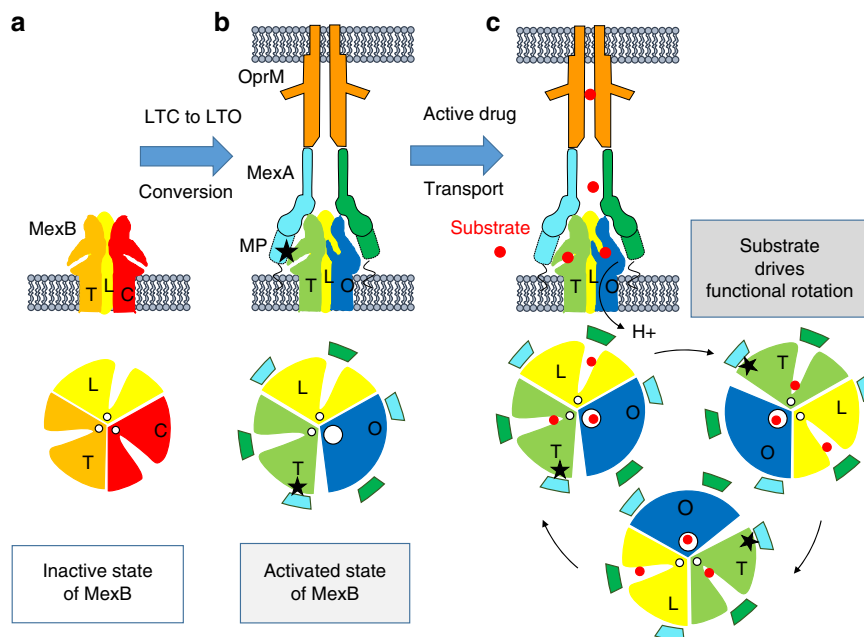 a
b
c
OprM
LTC to LTO
Conversion
Active drug
Transport
MexA
MexB
MP
Substrate
T
L
C
T
L
O
T
L
O
H+
Substrate
drives
functional rotation
L
T
C
L
T
O
L
T
O
T
L
O
O
L
T
Inactive state
of MexB
Activated state
of MexB